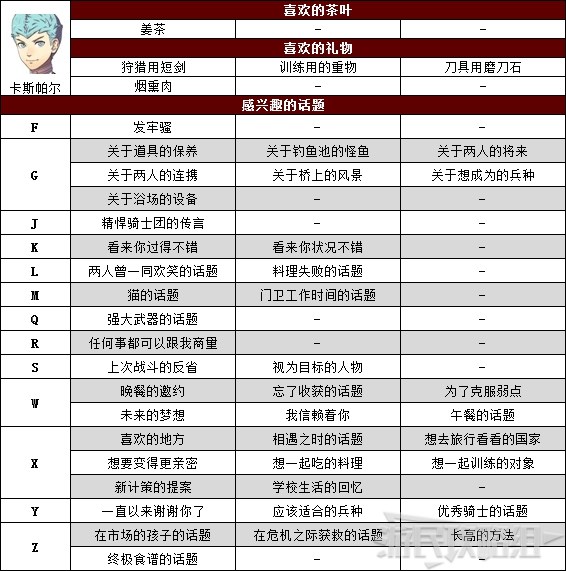 喜欢的茶叶
姜茶 – –
喜欢的礼物
狩猎用短剑 训练用的重物 刀具用磨刀石
卡斯帕尔 烟熏肉 – –
感兴趣的话题
F 发牢骚 – –
关于道具的保养 关于钓鱼池的怪鱼 关于两人的将来
G 关于两人的连携 关于桥上的风景 关于想成为的兵种
关于浴场的设备 – –
J 精悍骑士团的传言 – –
K 看来你过得不错 看来你状况不错 –
L 两人曾一同欢笑的话题 料理失败的话题 –
M 猫的话题 门卫工作时间的话题 –
Q 强大武器的话题 – –
R 任何事都可以跟我商量 – –
S 上次战斗的反省 视为目标的人物 –
W 晚餐的邀约 忘了收获的话题 为了克服弱点
未来的梦想 我信赖着你 午餐的话题
喜欢的地方 相遇之时的话题 想去旅行看看的国家
X 想要变得更亲密 想一起吃的料理 想一起训练的对象
新计策的提案 学校生活的回忆 –
Y 一直以来谢谢你了 应该适合的兵种 优秀骑士的话题
Z 在市场的孩子的话题 在危机之际获救的话题 长高的方法
终极食谱的话题 – –
游民攻略组